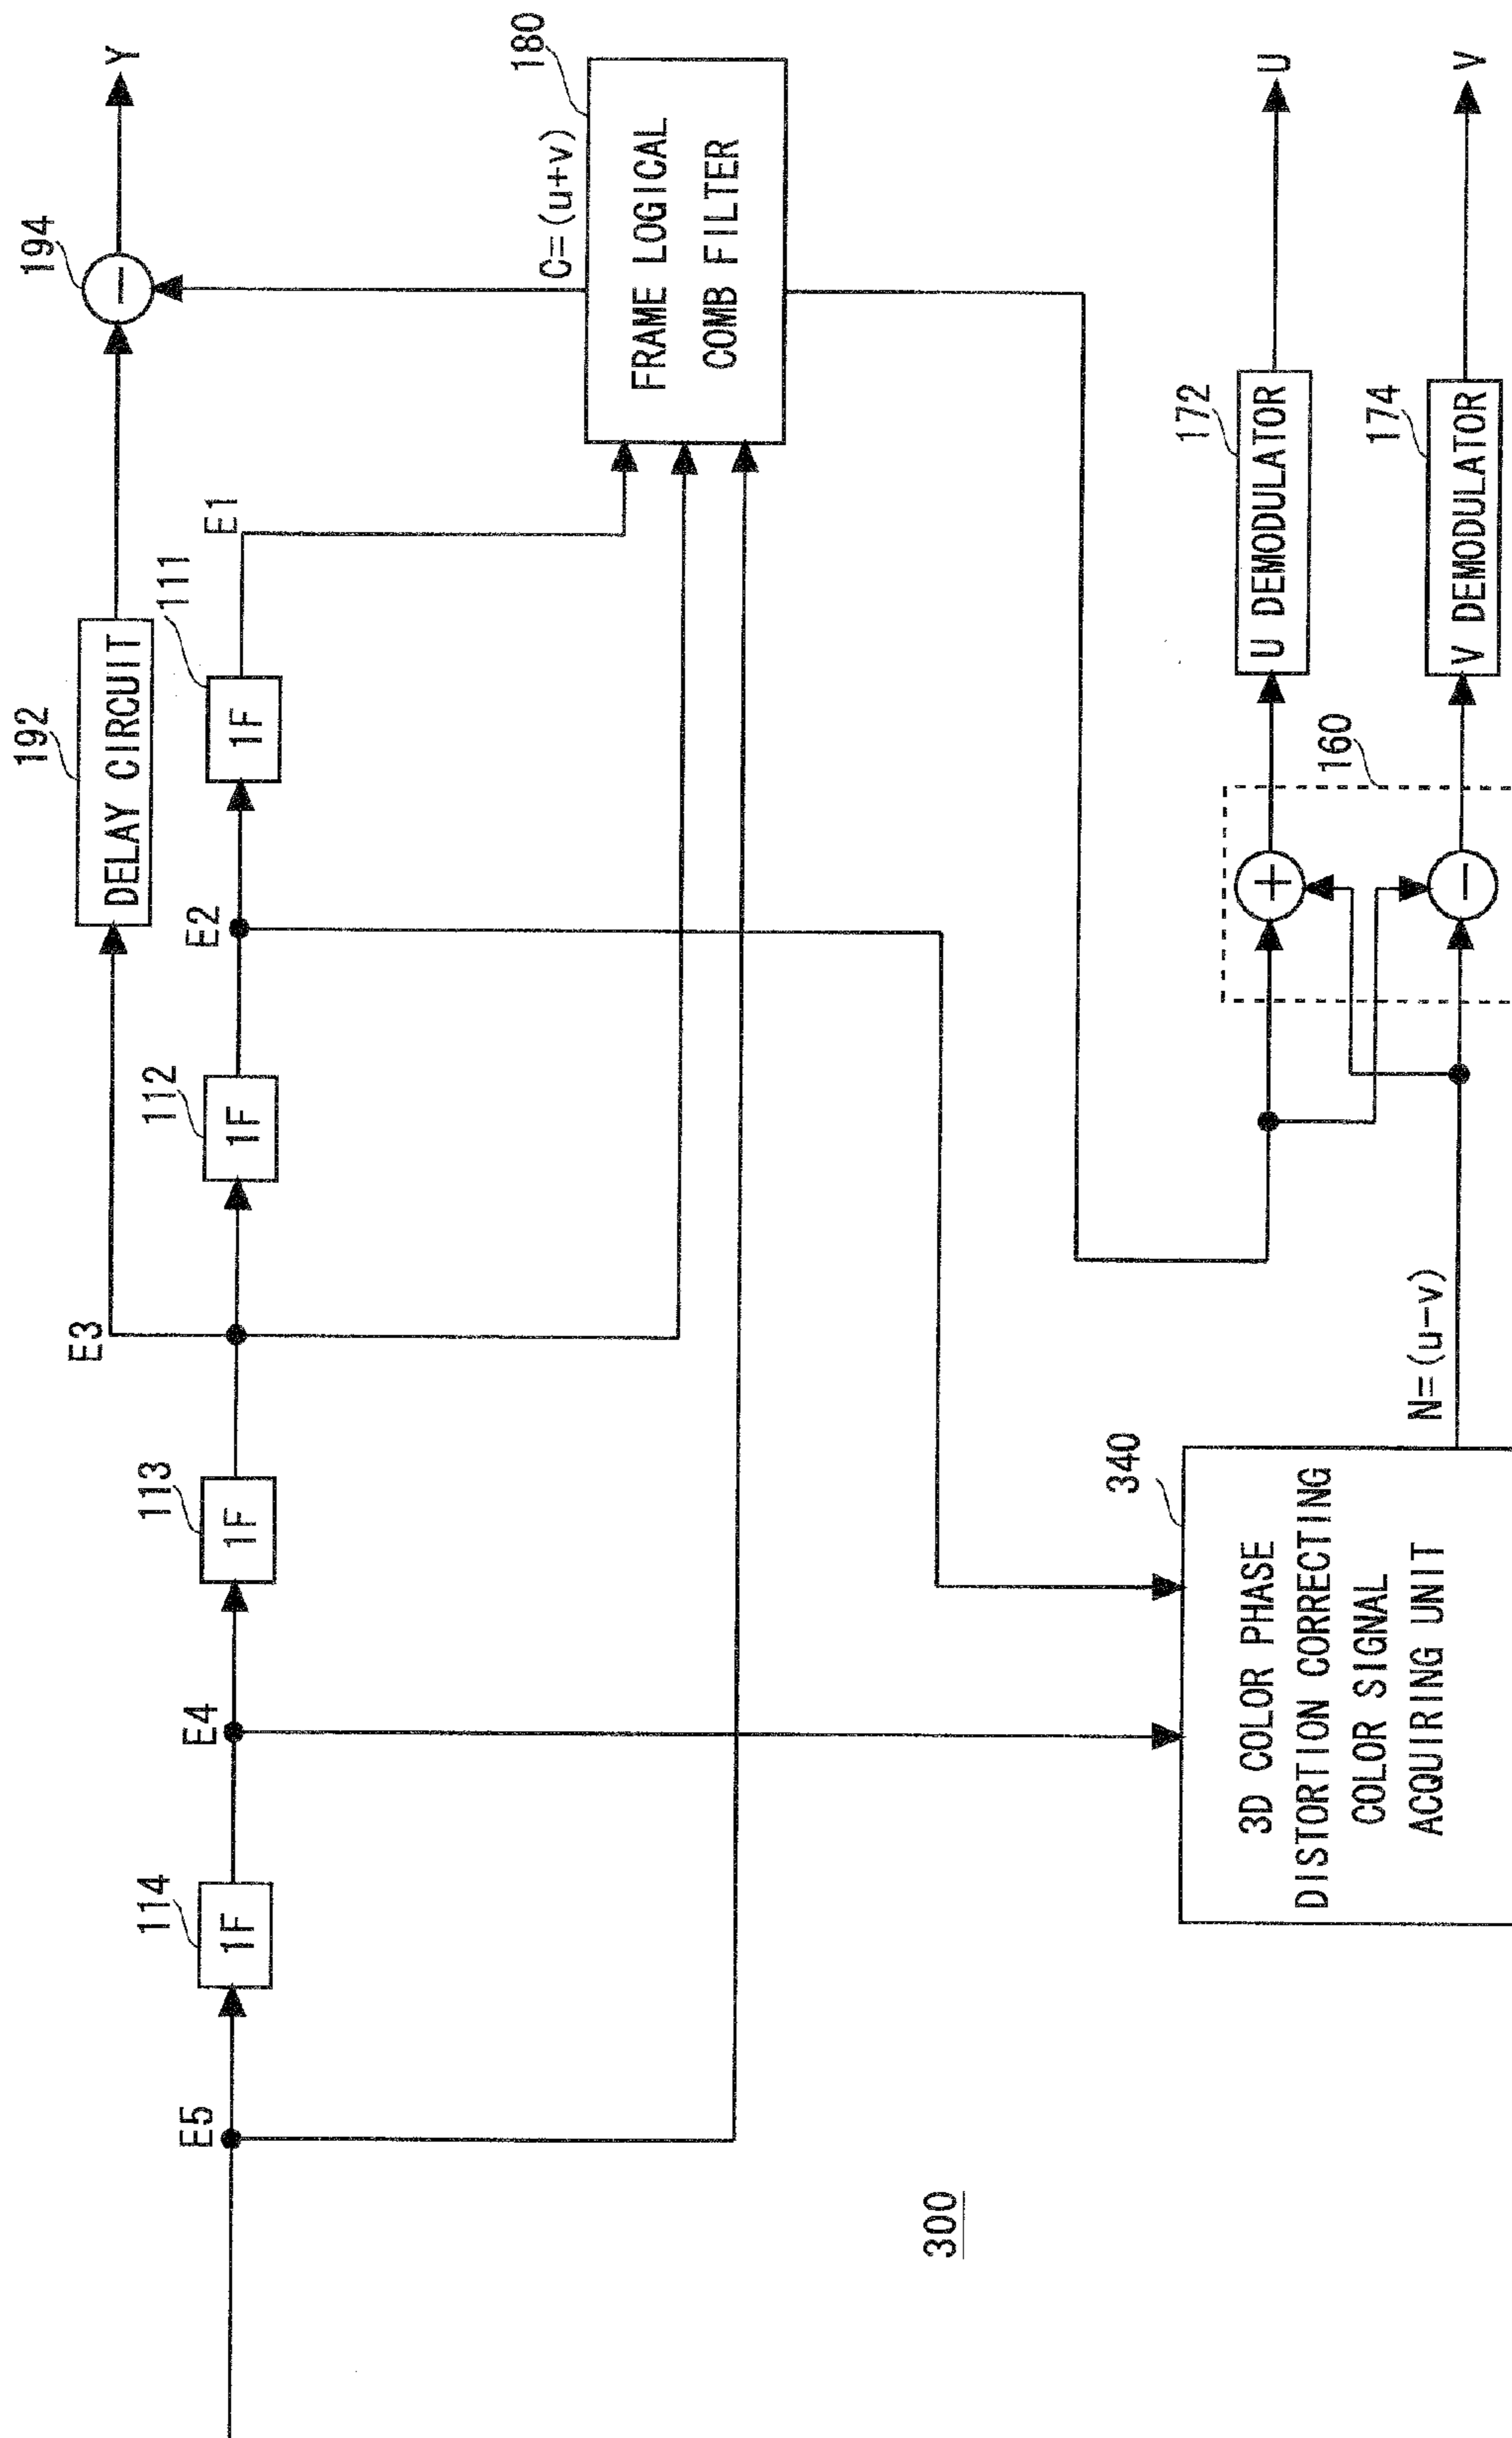 300
E5
114
1F
E4
113
1F
E3
112
1F
E2
192
DELAY CIRCUIT
111
1F
E1
194
−
Y
C=(u+v)
180
FRAME LOGICAL
COMB FILTER
340
3D COLOR PHASE
DISTORTION CORRECTING
COLOR SIGNAL
ACQUIRING UNIT
N=(u−v)
160
+
−
172
U DEMODULATOR
U
174
V DEMODULATOR
V